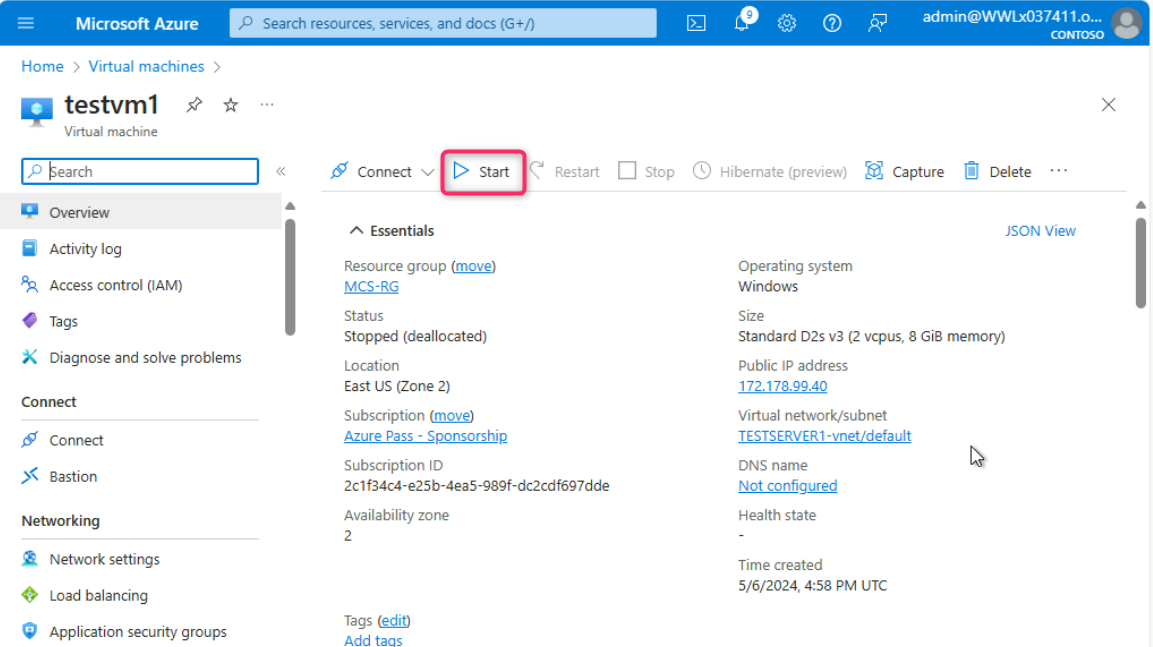 Microsoft Azure
Search resources, services, and docs (G+/)
9
admin@WWLx037411.o...
CONTOSO
Home > Virtual machines >
testvm1
...
Virtual machine
Search
«
Connect
Start
Restart
Stop
Hibernate (preview)
Capture
Delete
...
Overview
Activity log
Access control (IAM)
Tags
Diagnose and solve problems
Connect
Connect
Bastion
Networking
Network settings
Load balancing
Application security groups
Essentials
JSON View
Resource group (move)
MCS-RG
Status
Stopped (deallocated)
Location
East US (Zone 2)
Subscription (move)
Azure Pass - Sponsorship
Subscription ID
2c1f34c4-e25b-4ea5-989f-dc2cdf697dde
Availability zone
2
Operating system
Windows
Size
Standard D2s v3 (2 vcpus, 8 GiB memory)
Public IP address
172.178.99.40
Virtual network/subnet
TESTSERVER1-vnet/default
DNS name
Not configured
Health state
-
Time created
5/6/2024, 4:58 PM UTC
Tags (edit)
Add tags